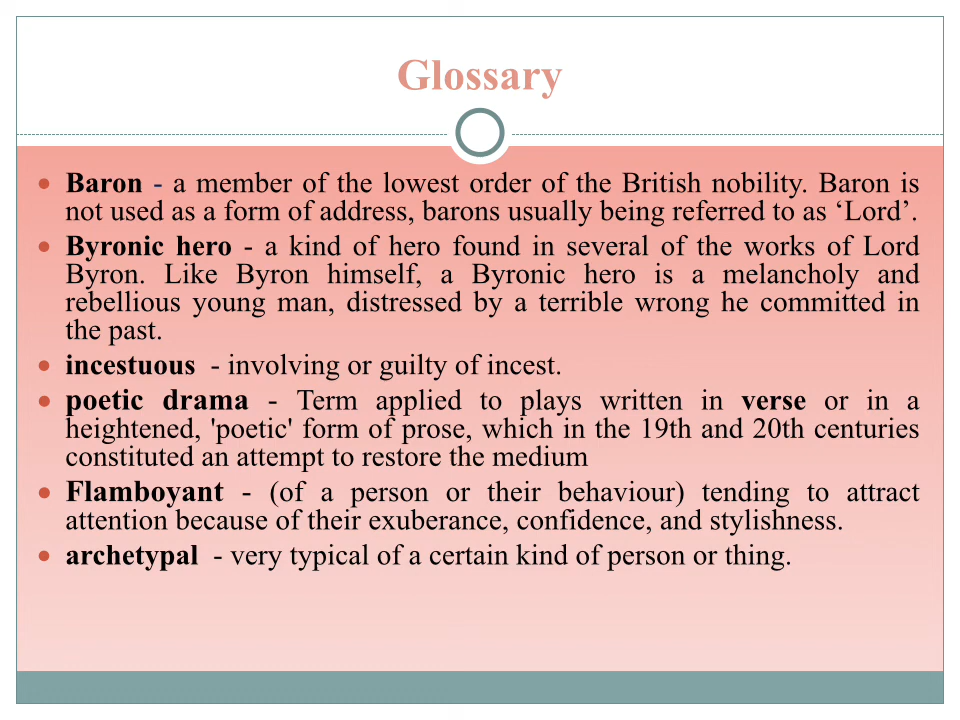 Glossary
• Baron - a member of the lowest order of the British nobility. Baron is
not used as a form of address, barons usually being referred to as ‘Lord’.
• Byronic hero - a kind of hero found in several of the works of Lord
Byron. Like Byron himself, a Byronic hero is a melancholy and
rebellious young man, distressed by a terrible wrong he committed in
the past.
• incestuous - involving or guilty of incest.
• poetic drama - Term applied to plays written in verse or in a
heightened, 'poetic' form of prose, which in the 19th and 20th centuries
constituted an attempt to restore the medium
• Flamboyant - (of a person or their behaviour) tending to attract
attention because of their exuberance, confidence, and stylishness.
• archetypal - very typical of a certain kind of person or thing.